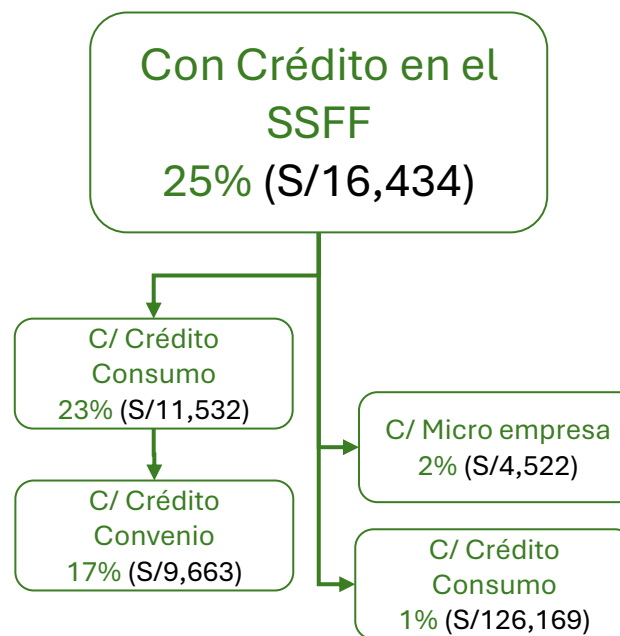 Con Crédito en el
SSFF
25% (S/16,434)
C/ Crédito
Consumo
23% (S/11,532)
C/ Crédito
Convenio
17% (S/9,663)
C/ Micro empresa
2% (S/4,522)
C/ Crédito
Consumo
1% (S/126,169)